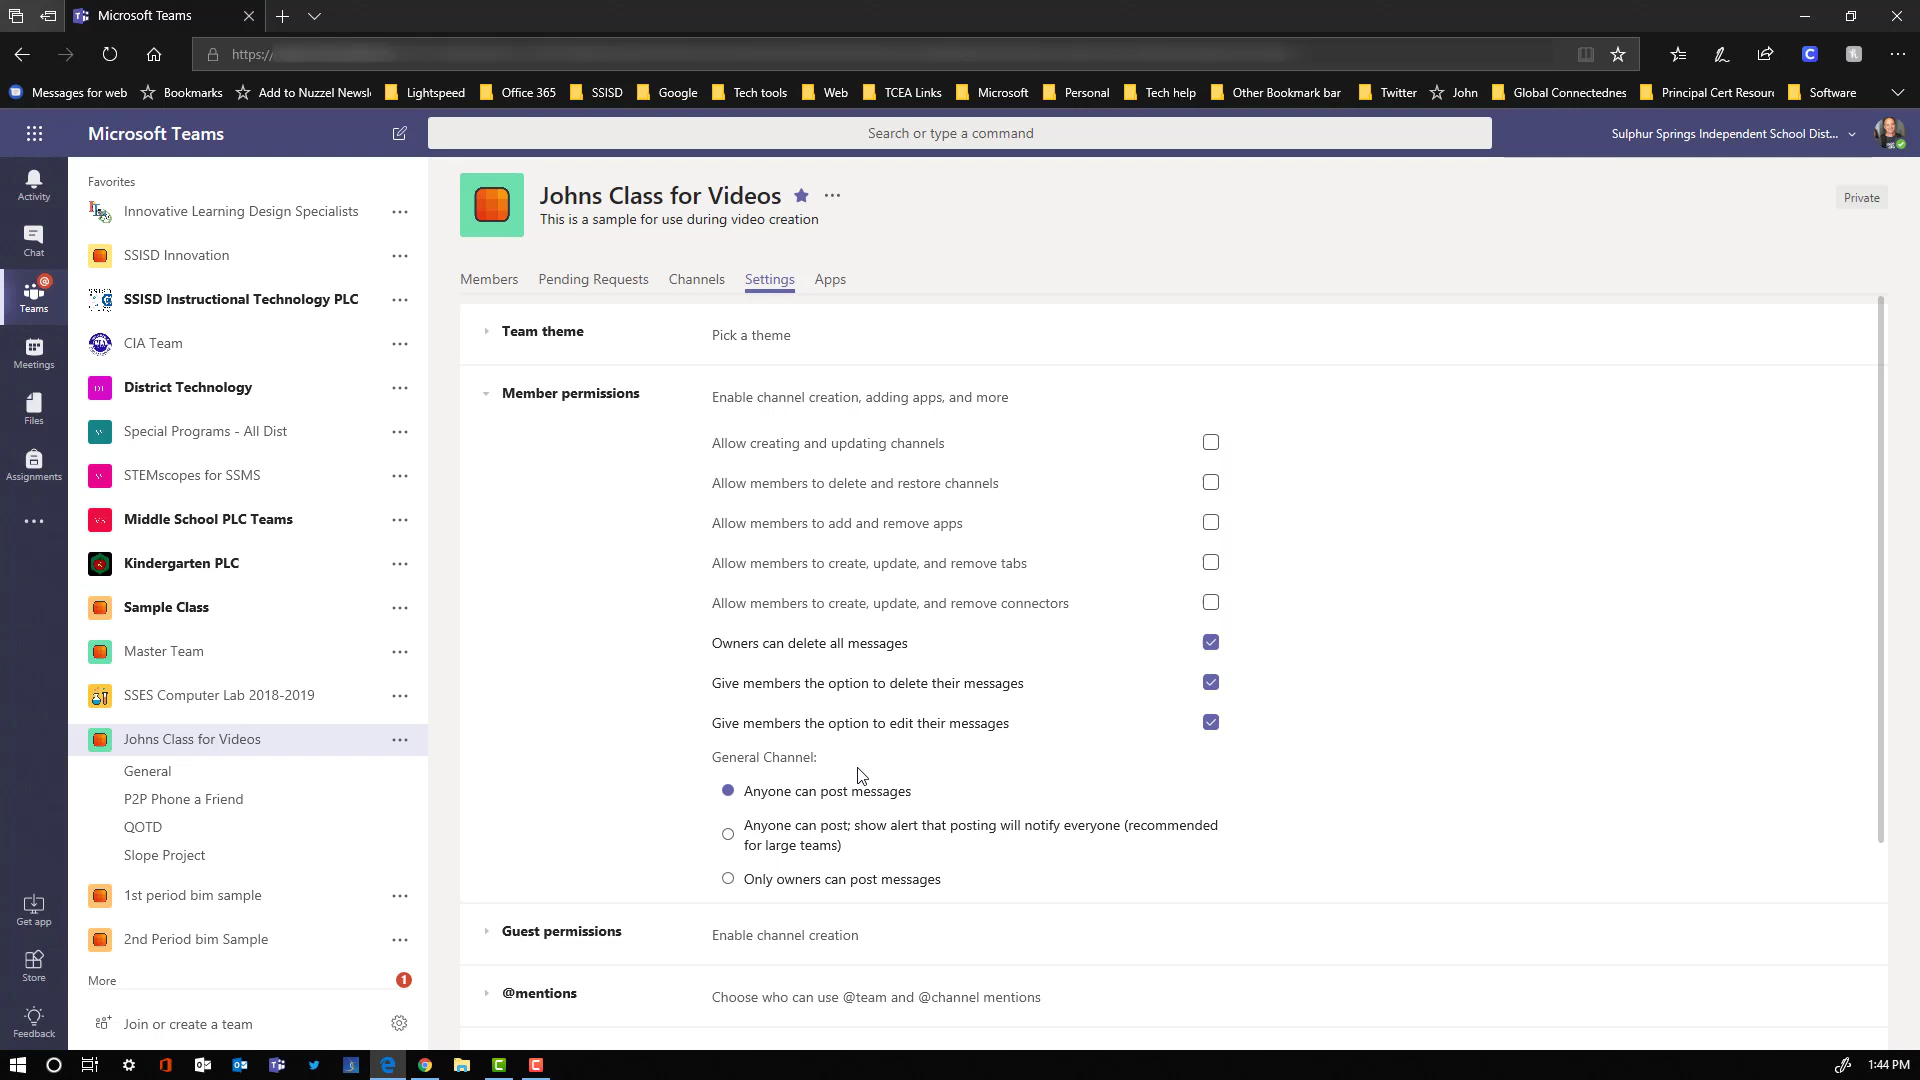 Microsoft Teams
https://
Messages for web
Bookmarks
Add to Nuzzel Newsl
Lightspeed
Office 365
SSISD
Google
Tech tools
Web
TCEA Links
Microsoft
Personal
Tech help
Other Bookmark bar
Twitter
John
Global Connectednes
Principal Cert Resour
Software
Microsoft Teams
Search or type a command
Sulphur Springs Independent School Dist...
Activity
Chat
Teams
Meetings
Files
Assignments
Get app
Store
Feedback
Favorites
Innovative Learning Design Specialists
SSISD Innovation
SSISD Instructional Technology PLC
CIA Team
District Technology
Special Programs - All Dist
STEMscopes for SSMS
Middle School PLC Teams
Kindergarten PLC
Sample Class
Master Team
SSES Computer Lab 2018-2019
Johns Class for Videos
General
P2P Phone a Friend
QOTD
Slope Project
1st period bim sample
2nd Period bim Sample
More
1
Join or create a team
Johns Class for Videos
This is a sample for use during video creation
Private
Members
Pending Requests
Channels
Settings
Apps
Team theme
Pick a theme
Member permissions
Enable channel creation, adding apps, and more
Allow creating and updating channels
Allow members to delete and restore channels
Allow members to add and remove apps
Allow members to create, update, and remove tabs
Allow members to create, update, and remove connectors
Owners can delete all messages
Give members the option to delete their messages
Give members the option to edit their messages
General Channel:
Anyone can post messages
Anyone can post; show alert that posting will notify everyone (recommended
for large teams)
Only owners can post messages
Guest permissions
Enable channel creation
@mentions
Choose who can use @team and @channel mentions
1:44 PM